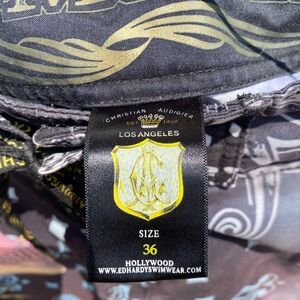 CHRISTIAN AUDIGIER
LOS ANGELES
SIZE
36
HOLLYWOOD
WWW.EDHARDYSWIMWEAR.COM